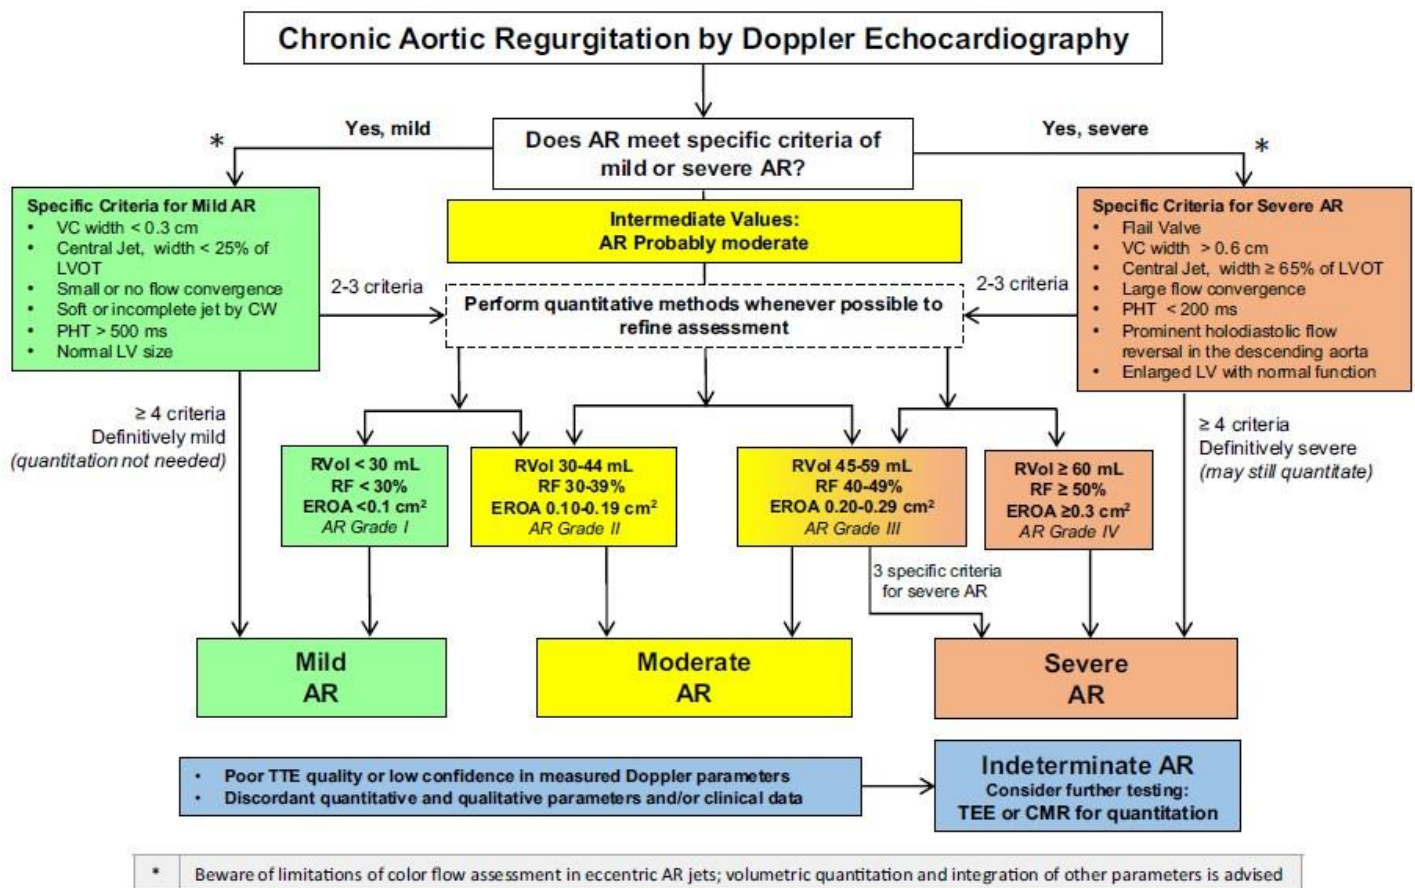 Chronic Aortic Regurgitation by Doppler Echocardiography
Yes, mild
Yes, severe
*
*
Does AR meet specific criteria of
mild or severe AR?
Specific Criteria for Mild AR
• VC width < 0.3 cm
• Central Jet, width < 25% of
LVOT
• Small or no flow convergence
• Soft or incomplete jet by CW
• PHT > 500 ms
• Normal LV size
Intermediate Values:
AR Probably moderate
Specific Criteria for Severe AR
• Flail Valve
• VC width > 0.6 cm
• Central Jet, width ≥ 65% of LVOT
• Large flow convergence
• PHT < 200 ms
• Prominent holodiastolic flow
reversal in the descending aorta
• Enlarged LV with normal function
2-3 criteria
2-3 criteria
Perform quantitative methods whenever possible to
refine assessment
≥ 4 criteria
Definitively mild
(quantitation not needed)
≥ 4 criteria
Definitively severe
(may still quantitate)
RVol < 30 mL
RF < 30%
EROA <0.1 cm²
AR Grade I
RVol 30-44 mL
RF 30-39%
EROA 0.10-0.19 cm²
AR Grade II
RVol 45-59 mL
RF 40-49%
EROA 0.20-0.29 cm²
AR Grade III
RVol ≥ 60 mL
RF ≥ 50%
EROA ≥0.3 cm²
AR Grade IV
3 specific criteria
for severe AR
Mild
AR
Moderate
AR
Severe
AR
• Poor TTE quality or low confidence in measured Doppler parameters
• Discordant quantitative and qualitative parameters and/or clinical data
Indeterminate AR
Consider further testing:
TEE or CMR for quantitation
* Beware of limitations of color flow assessment in eccentric AR jets; volumetric quantitation and integration of other parameters is advised